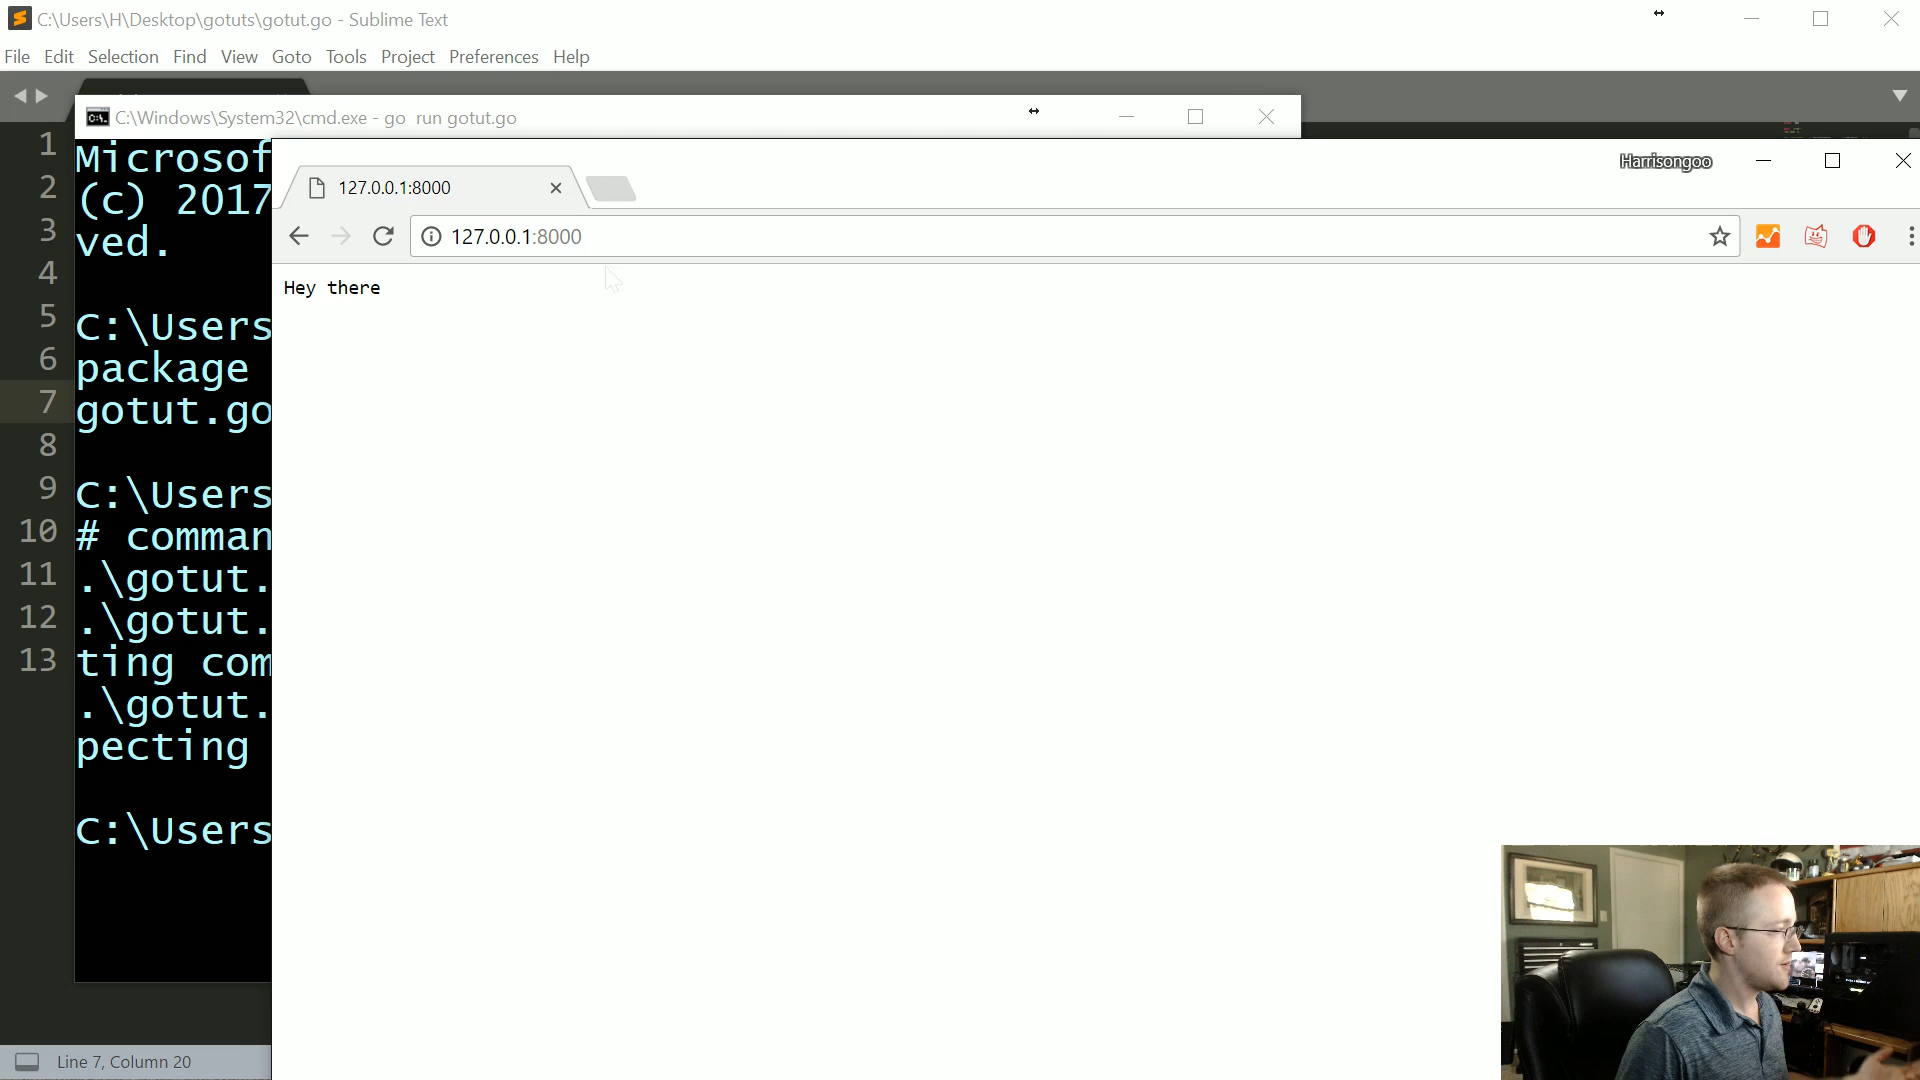 C:\Users\H\Desktop\gotuts\gotut.go - Sublime Text
File Edit Selection Find View Goto Tools Project Preferences Help
C:\Windows\System32\cmd.exe - go  run gotut.go
Harrisongoo
127.0.0.1:8000
127.0.0.1:8000
Hey there
1
2
3
4
5
6
7
8
9
10
11
12
13
Microsof
(c) 2017
ved.
C:\Users
package
gotut.go
C:\Users
# comman
.\gotut.
.\gotut.
ting com
.\gotut.
pecting
C:\Users
Line 7, Column 20